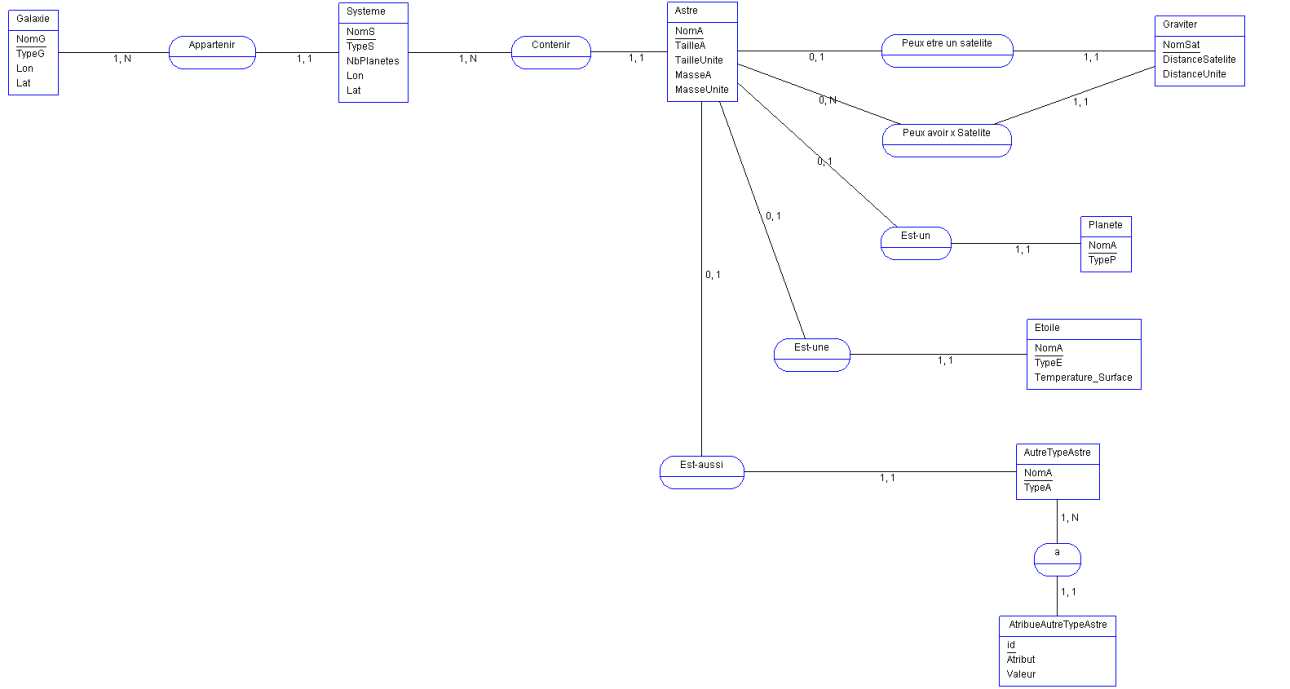 Galaxie
NomG
TypeG
Lon
Lat
1, N
Appartenir
1, 1
Systeme
NomS
TypeS
NbPlanetes
Lon
Lat
1, N
Contenir
1, 1
Astre
NomA
TailleA
TailleUnite
MasseA
MasseUnite
0, 1
Peux etre un satelite
1, 1
Graviter
NomSat
DistanceSatelite
DistanceUnite
0, N
Peux avoir x Satelite
1, 1
0, 1
Est-un
1, 1
Planete
NomA
TypeP
0, 1
Est-une
1, 1
Etoile
NomA
TypeE
Temperature_Surface
0, 1
Est-aussi
1, 1
AutreTypeAstre
NomA
TypeA
1, N
a
1, 1
AtribueAutreTypeAstre
id
Atribut
Valeur